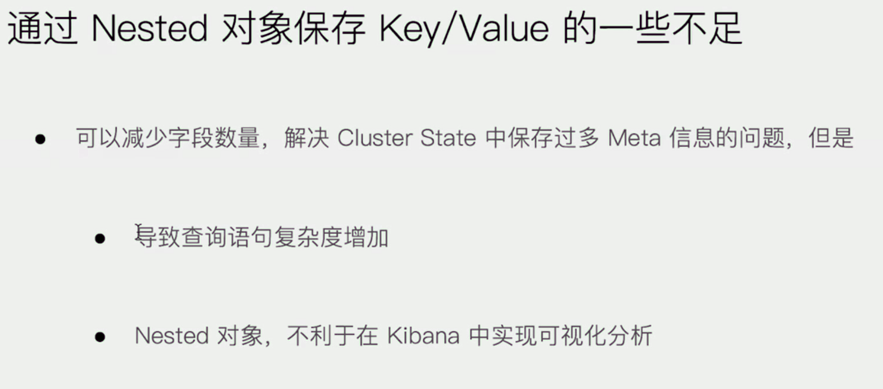 通过 Nested 对象保存 Key/Value 的一些不足
● 可以减少字段数量，解决 Cluster State 中保存过多 Meta 信息的问题，但是
● 导致查询语句复杂度增加
● Nested 对象，不利于在 Kibana 中实现可视化分析